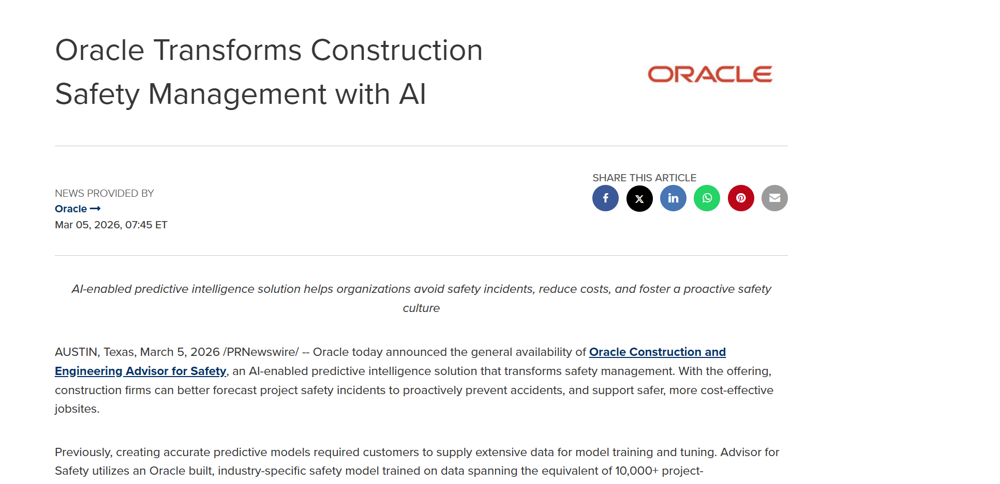 Oracle Transforms Construction
Safety Management with AI
ORACLE
SHARE THIS ARTICLE
NEWS PROVIDED BY
Oracle
Mar 05, 2026, 07:45 ET
AI-enabled predictive intelligence solution helps organizations avoid safety incidents, reduce costs, and foster a proactive safety
culture
AUSTIN, Texas, March 5, 2026 /PRNewswire/ -- Oracle today announced the general availability of Oracle Construction and
Engineering Advisor for Safety, an AI-enabled predictive intelligence solution that transforms safety management. With the offering,
construction firms can better forecast project safety incidents to proactively prevent accidents, and support safer, more cost-effective
jobsites.
Previously, creating accurate predictive models required customers to supply extensive data for model training and tuning. Advisor for
Safety utilizes an Oracle built, industry-specific safety model trained on data spanning the equivalent of 10,000+ project-